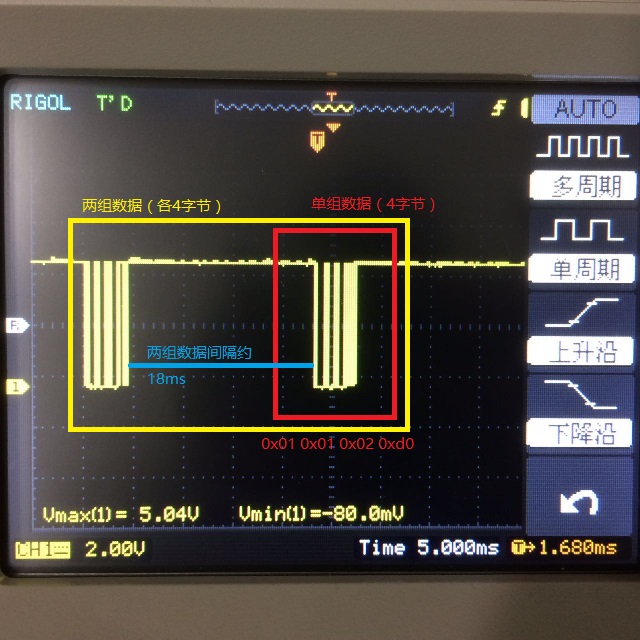 RIGOL T'D
T
AUTO
T
多周期
两组数据（各4字节）
单组数据（4字节）
单周期
上升沿
1
两组数据间隔约
18ms
下降沿
0x01 0x01 0x02 0xd0
Vmax(1)= 5.04V Vmin(1)=-80.0mV
CH1 2.00V Time 5.000ms T→1.680ms